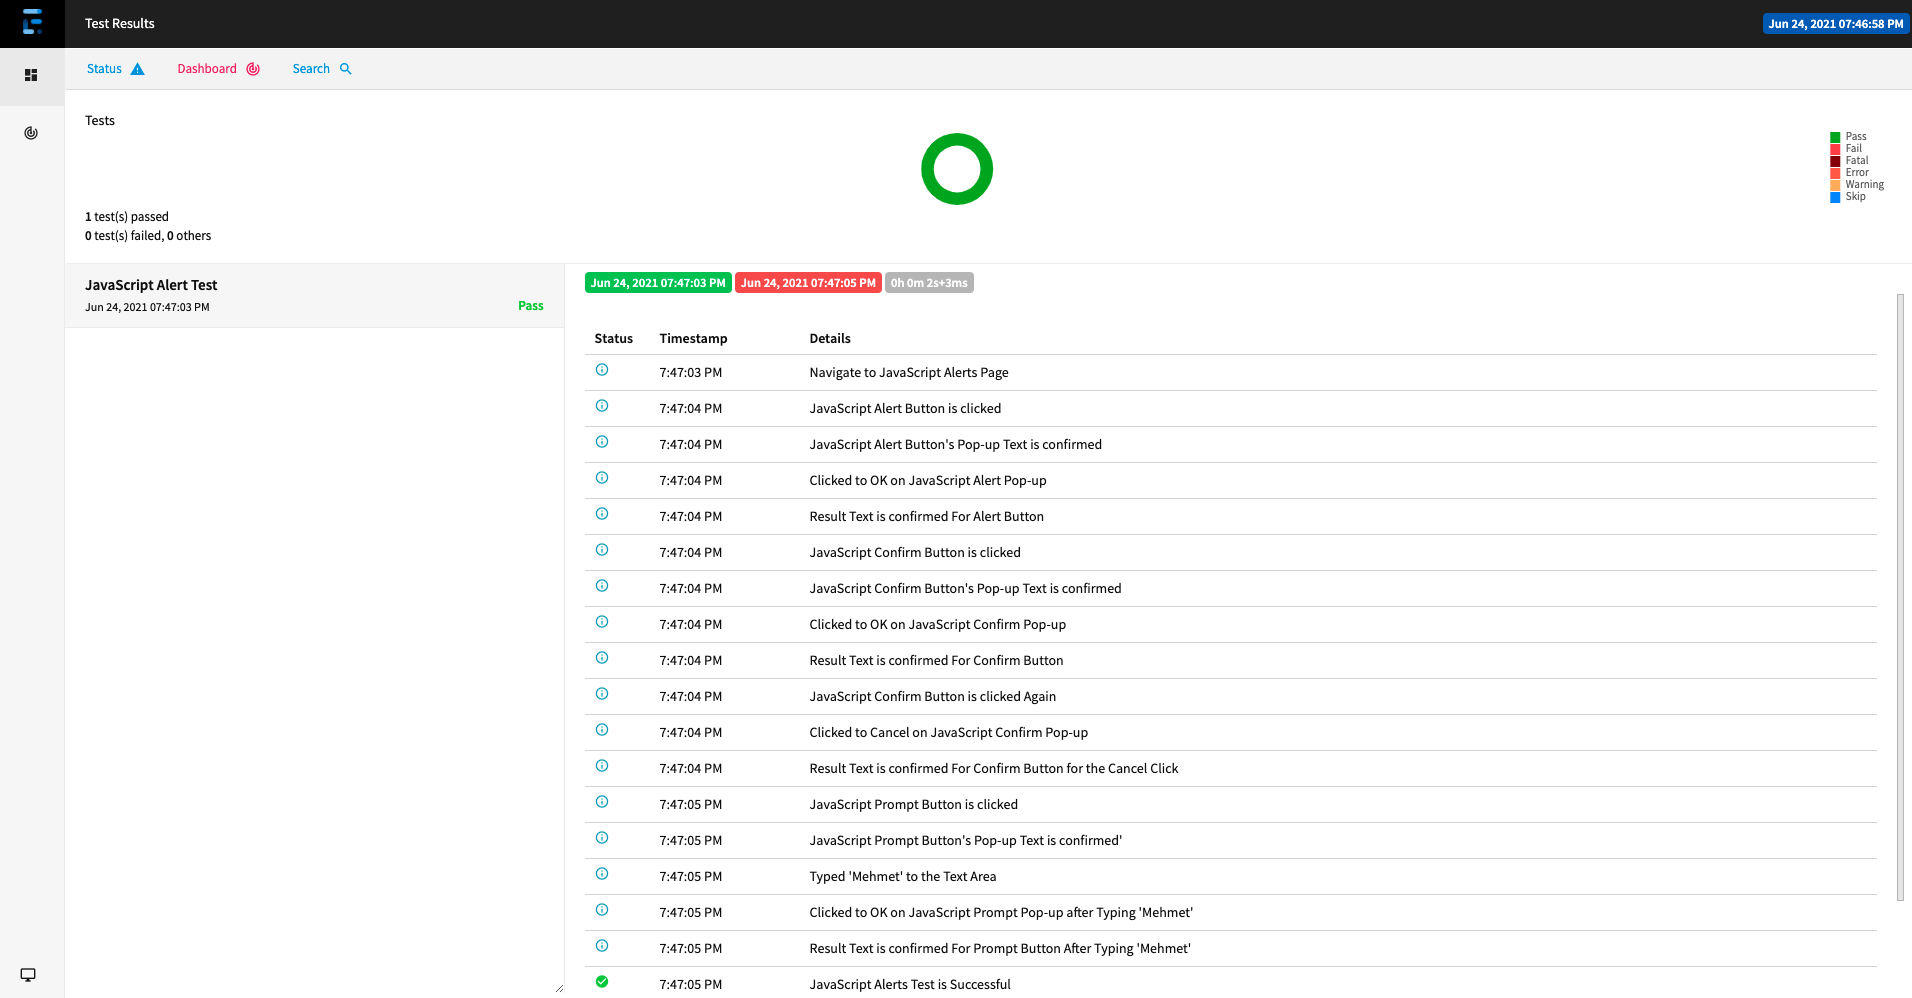 Test Results
Jun 24, 2021 07:46:58 PM
Status Dashboard Search
Tests
Pass
Fail
Fatal
Error
Warning
Skip
1 test(s) passed
0 test(s) failed, 0 others
JavaScript Alert Test
Jun 24, 2021 07:47:03 PM
Pass
Jun 24, 2021 07:47:03 PM Jun 24, 2021 07:47:05 PM 0h 0m 2s+3ms
Status Timestamp Details
7:47:03 PM Navigate to JavaScript Alerts Page
7:47:04 PM JavaScript Alert Button is clicked
7:47:04 PM JavaScript Alert Button's Pop-up Text is confirmed
7:47:04 PM Clicked to OK on JavaScript Alert Pop-up
7:47:04 PM Result Text is confirmed For Alert Button
7:47:04 PM JavaScript Confirm Button is clicked
7:47:04 PM JavaScript Confirm Button's Pop-up Text is confirmed
7:47:04 PM Clicked to OK on JavaScript Confirm Pop-up
7:47:04 PM Result Text is confirmed For Confirm Button
7:47:04 PM JavaScript Confirm Button is clicked Again
7:47:04 PM Clicked to Cancel on JavaScript Confirm Pop-up
7:47:04 PM Result Text is confirmed For Confirm Button for the Cancel Click
7:47:05 PM JavaScript Prompt Button is clicked
7:47:05 PM JavaScript Prompt Button's Pop-up Text is confirmed'
7:47:05 PM Typed 'Mehmet' to the Text Area
7:47:05 PM Clicked to OK on JavaScript Prompt Pop-up after Typing 'Mehmet'
7:47:05 PM Result Text is confirmed For Prompt Button After Typing 'Mehmet'
7:47:05 PM JavaScript Alerts Test is Successful